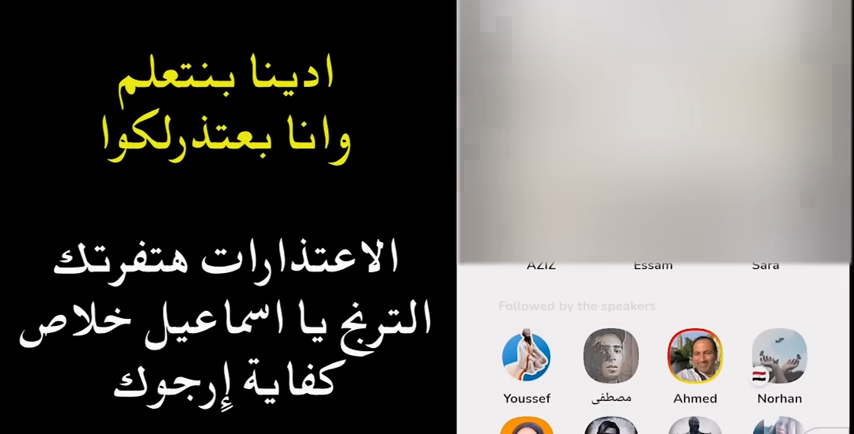 ادينا بنتعلم
وانا بعتذرلكوا
الاعتذارات هتفرتك
الترنج يا اسماعيل خلاص
كفاية إرجوك
AZIZ
Essam
Sara
Followed by the speakers
Youssef
مصطفى
Ahmed
Norhan